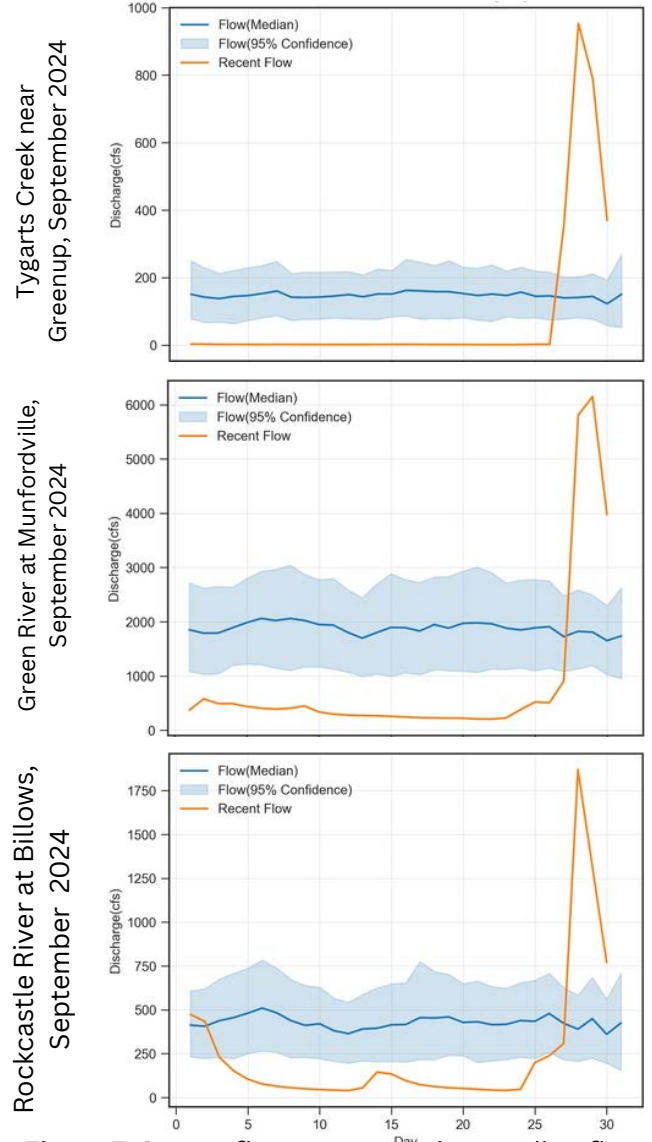 Tygarts Creek near
Greenup, September 2024
1000
800
600
400
200
0
Discharge(cfs)
Flow(Median)
Flow(95% Confidence)
Recent Flow
Green River at Munfordville,
September 2024
6000
5000
4000
3000
2000
1000
0
Discharge(cfs)
Flow(Median)
Flow(95% Confidence)
Recent Flow
Rockcastle River at Billows,
September 2024
1750
1500
1250
1000
750
500
250
0
Discharge(cfs)
Flow(Median)
Flow(95% Confidence)
Recent Flow
0 5 10 15 20 25 30
Day